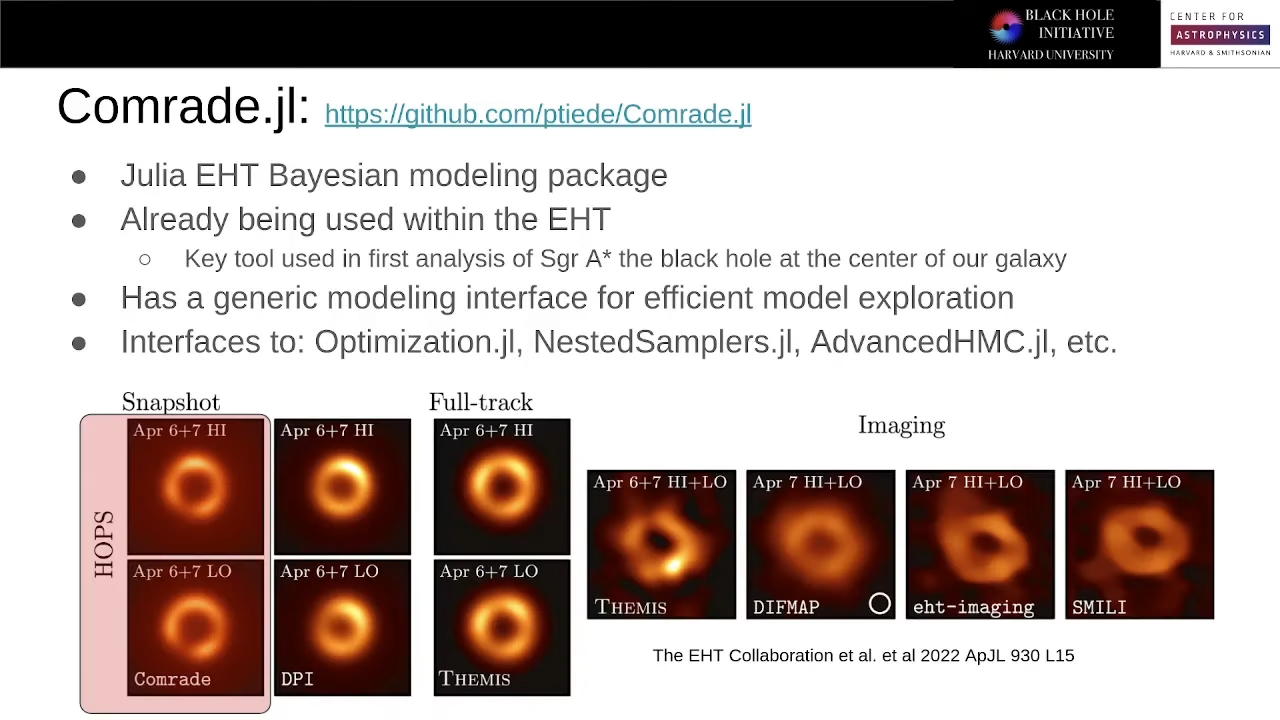 BLACK HOLE
INITIATIVE
HARVARD UNIVERSITY
CENTER FOR
ASTROPHYSICS
HARVARD & SMITHSONIAN
Comrade.jl: https://github.com/ptiede/Comrade.jl
● Julia EHT Bayesian modeling package
● Already being used within the EHT
○ Key tool used in first analysis of Sgr A* the black hole at the center of our galaxy
● Has a generic modeling interface for efficient model exploration
● Interfaces to: Optimization.jl, NestedSamplers.jl, AdvancedHMC.jl, etc.
Snapshot
Full-track
Imaging
HOPS
Apr 6+7 HI
Apr 6+7 HI
Apr 6+7 HI
Apr 6+7 LO
Comrade
Apr 6+7 LO
DPI
Apr 6+7 LO
THEMIS
Apr 6+7 HI+LO
THEMIS
Apr 7 HI+LO
DIFMAP
Apr 7 HI+LO
eht-imaging
Apr 7 HI+LO
SMILI
The EHT Collaboration et al. et al 2022 ApJL 930 L15